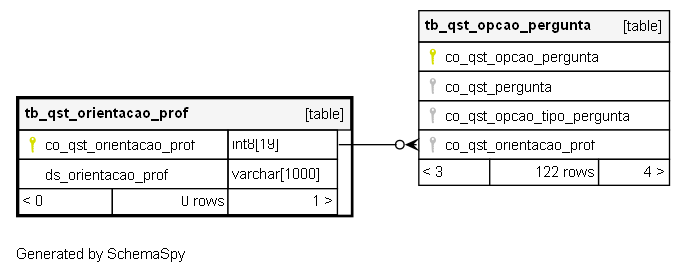 tb_qst_opcao_pergunta [table]
co_qst_opcao_pergunta
co_qst_pergunta
co_qst_opcao_tipo_pergunta
co_qst_orientacao_prof
< 3 122 rows 4 >
tb_qst_orientacao_prof [table]
co_qst_orientacao_prof int8[19]
ds_orientacao_prof varchar[1000]
< 0 0 rows 1 >
Generated by SchemaSpy